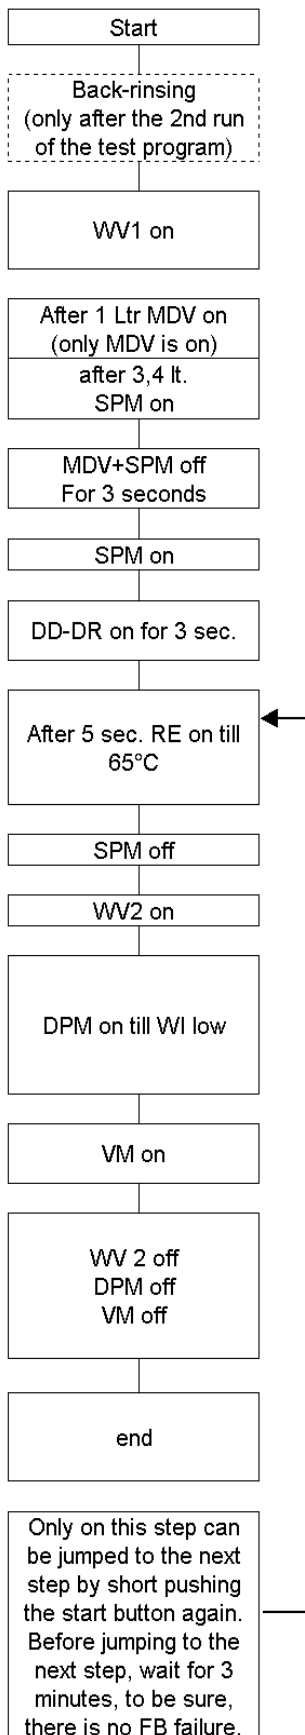 Start
Back-rinsing
(only after the 2nd run
of the test program)
WV1 on
After 1 Ltr MDV on
(only MDV is on)
after 3,4 lt.
SPM on
MDV+SPM off
For 3 seconds
SPM on
DD-DR on for 3 sec.
After 5 sec. RE on till
65°C
SPM off
WV2 on
DPM on till WI low
VM on
WV 2 off
DPM off
VM off
end
Only on this step can
be jumped to the next
step by short pushing
the start button again.
Before jumping to the
next step, wait for 3
minutes, to be sure,
there is no FB failure.